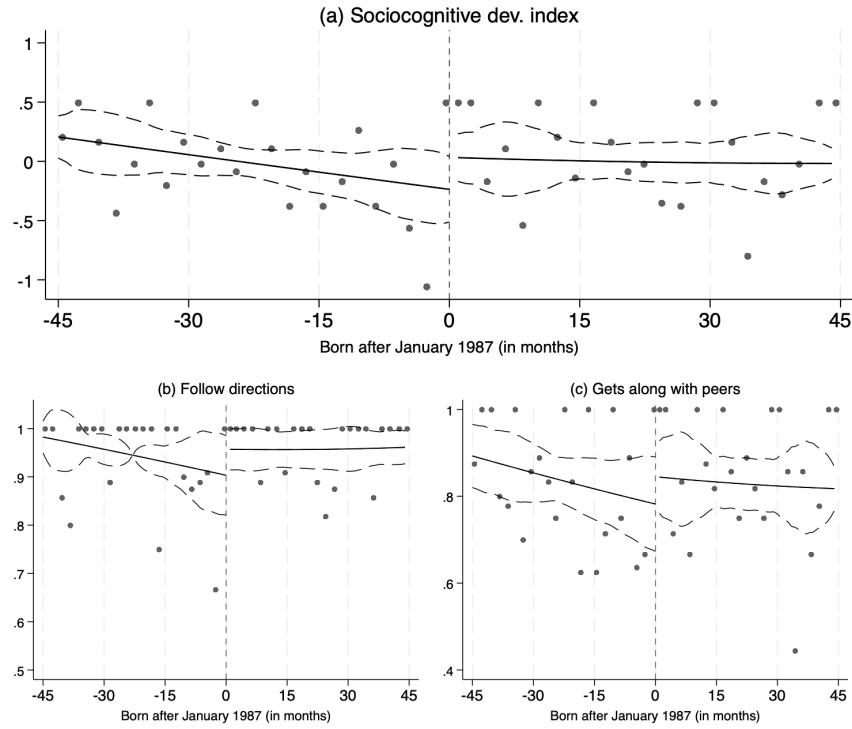 (a) Sociocognitive dev. index
1
.5
0
-.5
-1
-45 -30 -15 0 15 30 45
Born after January 1987 (in months)
(b) Follow directions
1
.9
.8
.7
.6
.5
-45 -30 -15 0 15 30 45
Born after January 1987 (in months)
(c) Gets along with peers
1
.8
.6
.4
-45 -30 -15 0 15 30 45
Born after January 1987 (in months)